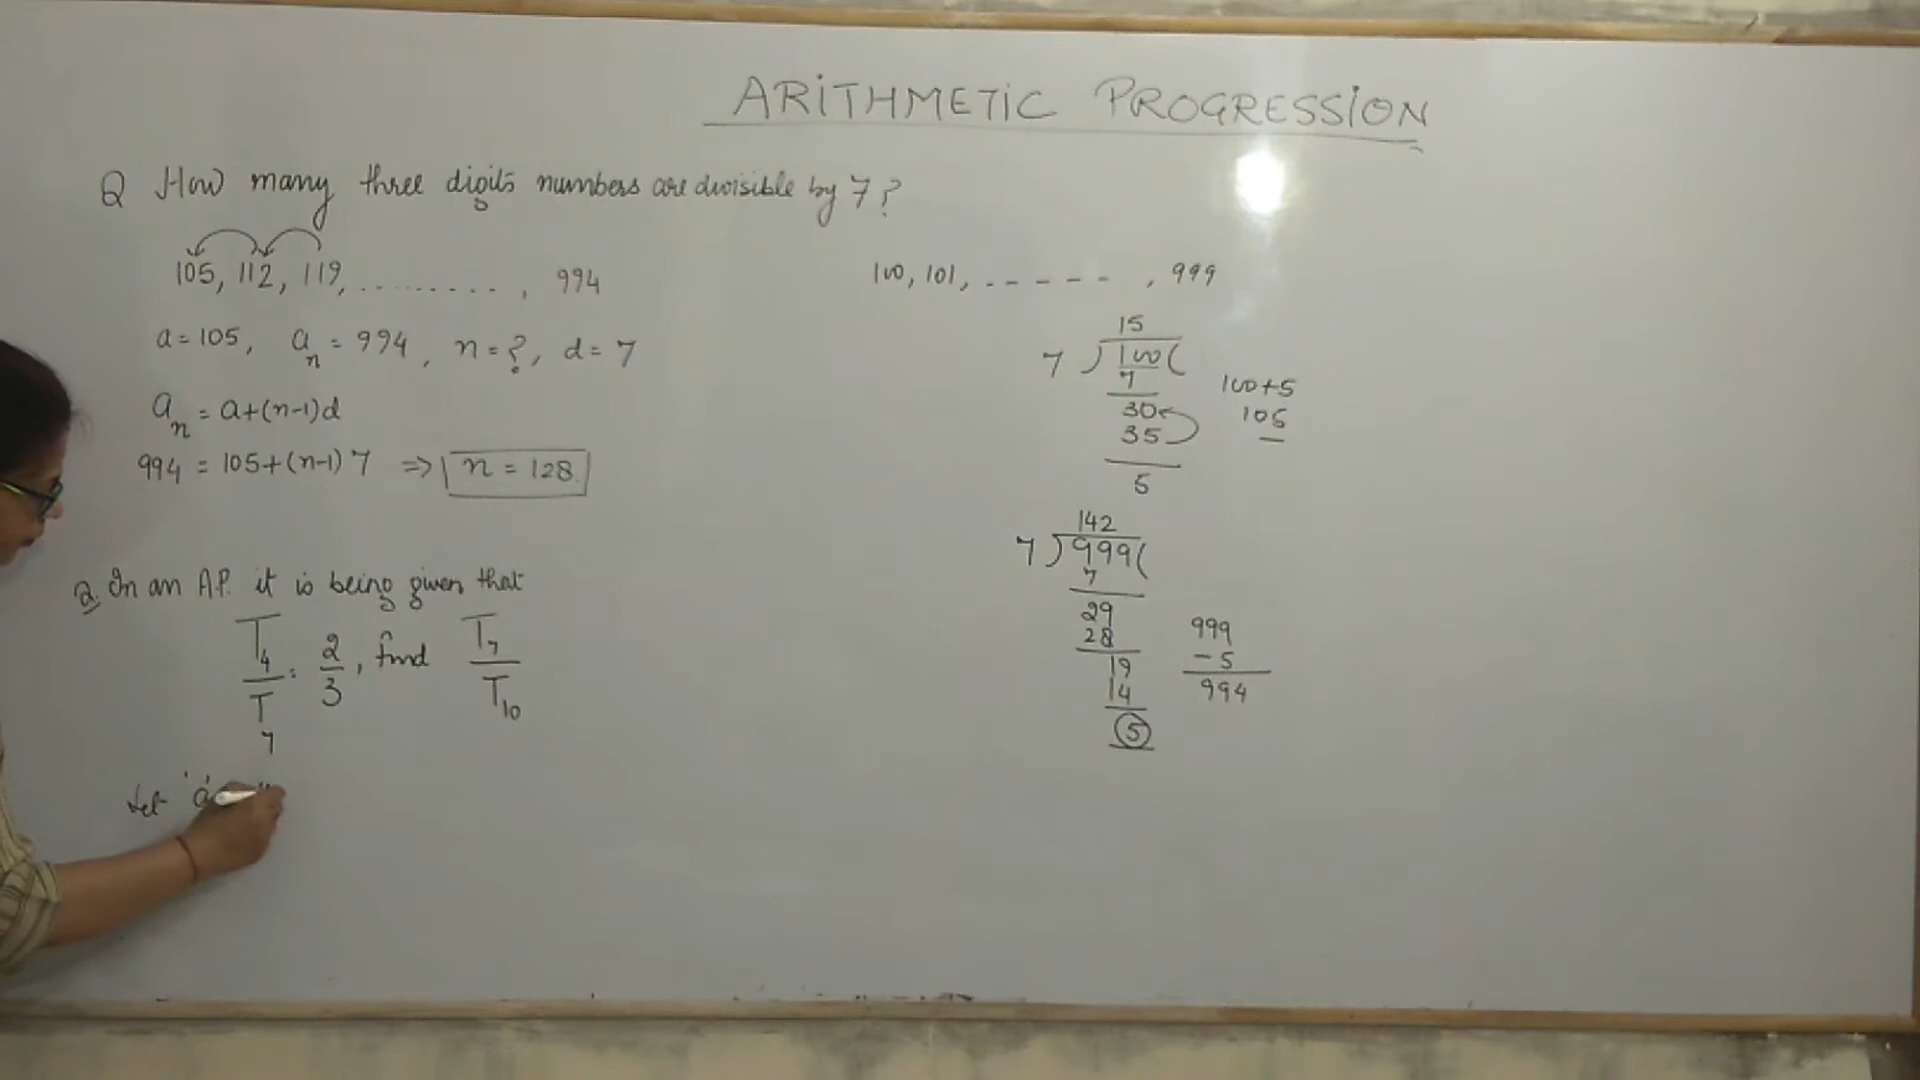 ARiTHMETiC PROGRESSiON
Q How many three digits numbers are divisible by 7?
105, 112, 119, ........., 994
a = 105, aₙ = 994, n = ?, d = 7
aₙ = a+(n-1)d
994 = 105+(n-1) 7 => n = 128.
Q. In an AP. it is being given that
T₄/T₇ = 2/3, find T₇/T₁₀
Let 'a'
100, 101, - - - - - , 999
15
7 ) 100 (
7
30
35
5
100+5
105
142
7 ) 999 (
7
29
28
19
14
5
999
- 5
994